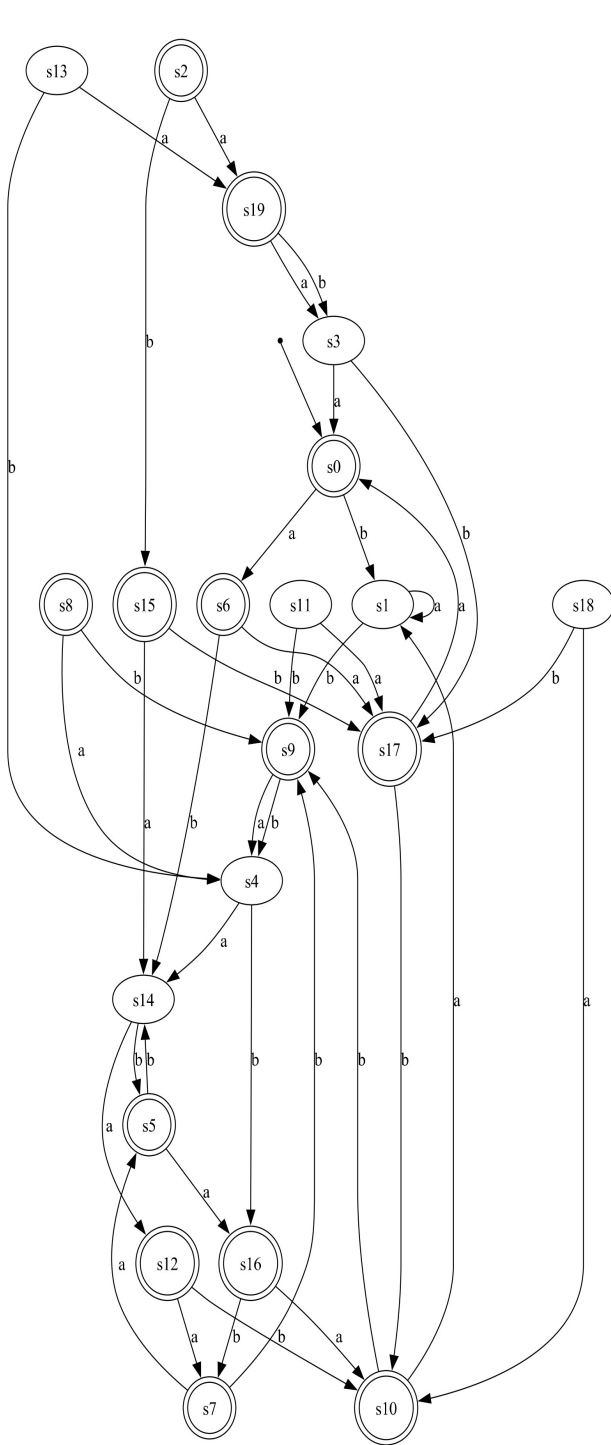 s13 s2
a a
s19
a b
b s3
a
b s0
b
a b
s8 s15 s6 s11 s1 a a s18
b b b b a a b
s9 s17
a a b a b
s4
a
s14
b b b b b a a
a s5
a
a s12 s16
a b b a
s7 s10